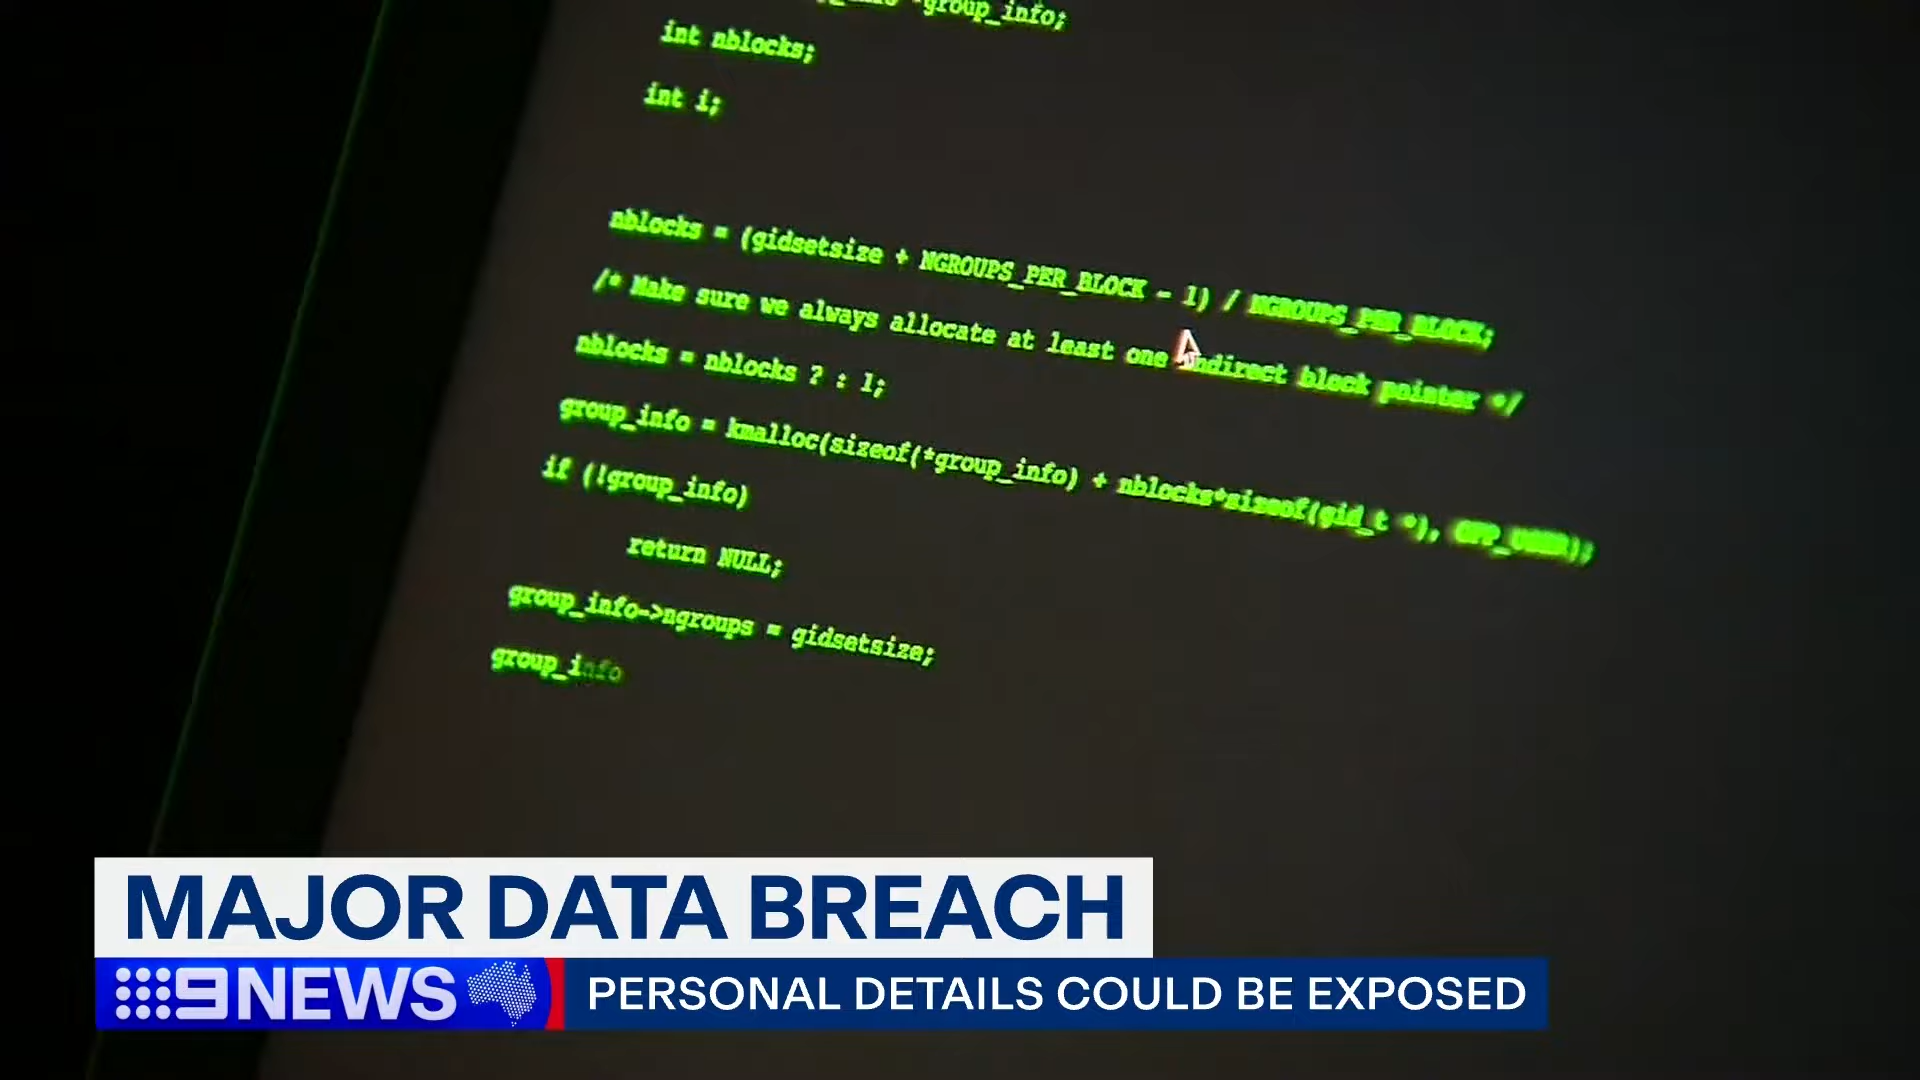 group_info;
int nblocks;
int i;
nblocks = (gidsetsize + NGROUPS_PER_BLOCK - 1) / NGROUPS_PER_BLOCK;
/* Make sure we always allocate at least one indirect block pointer */
nblocks = nblocks ? : 1;
group_info = kmalloc(sizeof(*group_info) + nblocks*sizeof(gid_t *), GFP_USER);
if (!group_info)
return NULL;
group_info->ngroups = gidsetsize;
group_info
MAJOR DATA BREACH
9NEWS PERSONAL DETAILS COULD BE EXPOSED